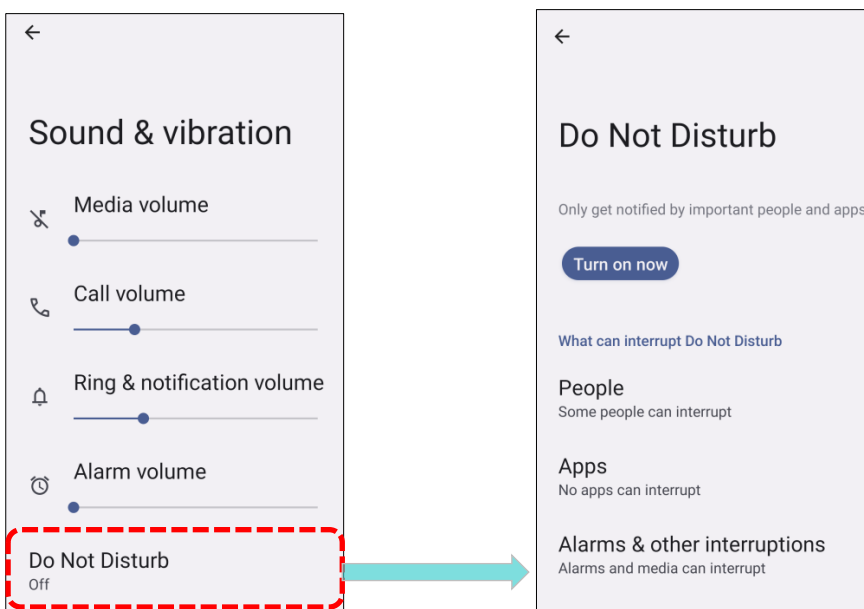 Sound & vibration
Media volume
Call volume
Ring & notification volume
Alarm volume
Do Not Disturb
Off
Do Not Disturb
Only get notified by important people and apps
Turn on now
What can interrupt Do Not Disturb
People
Some people can interrupt
Apps
No apps can interrupt
Alarms & other interruptions
Alarms and media can interrupt